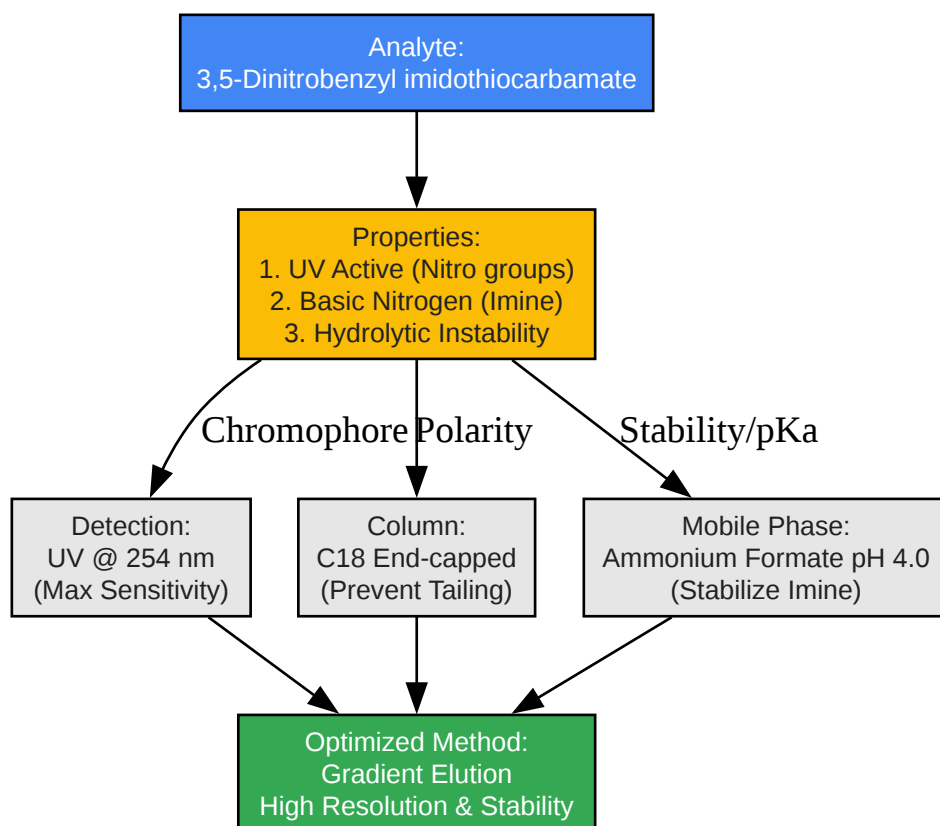 Analyte:
3,5-Dinitrobenzyl imidothiocarbamate
Properties:
1. UV Active (Nitro groups)
2. Basic Nitrogen (Imine)
3. Hydrolytic Instability
Chromophore
Polarity
Stability/pKa
Detection:
UV @ 254 nm
(Max Sensitivity)
Column:
C18 End-capped
(Prevent Tailing)
Mobile Phase:
Ammonium Formate pH 4.0
(Stabilize Imine)
Optimized Method:
Gradient Elution
High Resolution & Stability